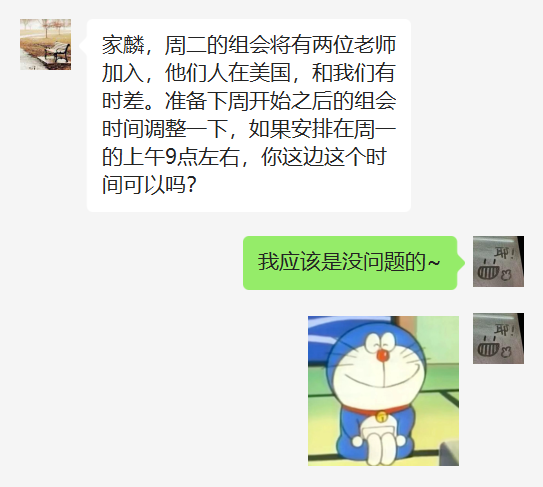 家麟，周二的组会将有两位老师
加入，他们人在美国，和我们有
时差。准备下周开始之后的组会
时间调整一下，如果安排在周一
的上午9点左右，你这边这个时
间可以吗？
我应该是没问题的~